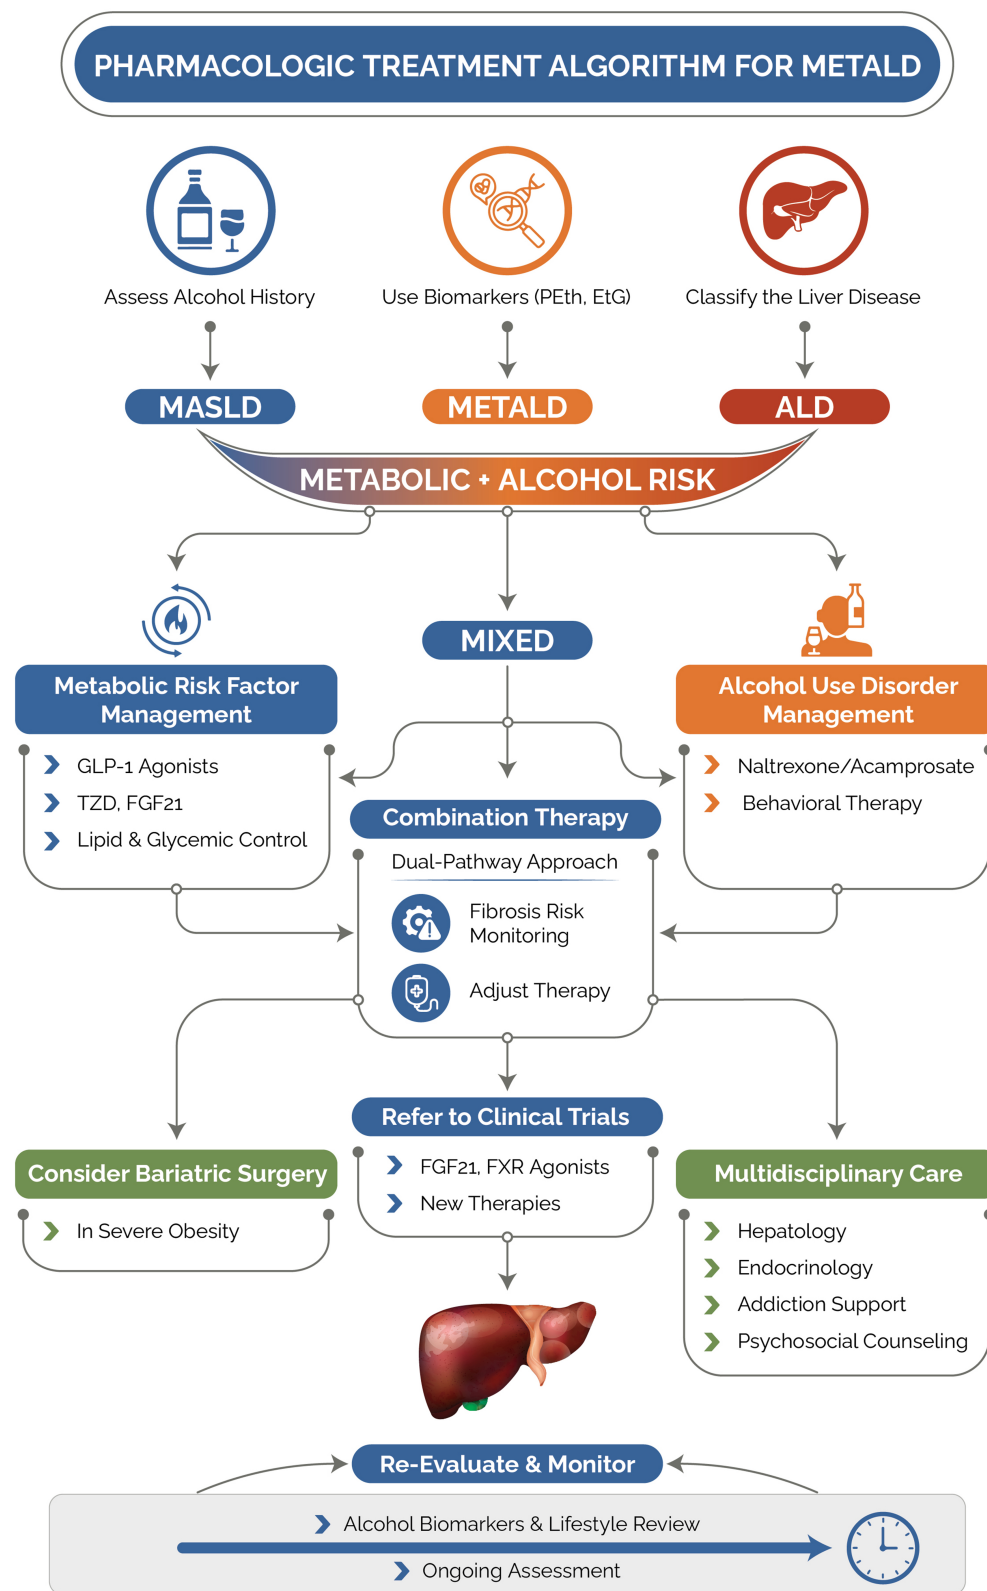 PHARMACOLOGIC TREATMENT ALGORITHM FOR METALD
Assess Alcohol History
Use Biomarkers (PEth, EtG)
Classify the Liver Disease
MASLD
METALD
ALD
METABOLIC + ALCOHOL RISK
MIXED
Metabolic Risk Factor
Management
GLP-1 Agonists
TZD, FGF21
Lipid & Glycemic Control
Alcohol Use Disorder
Management
Naltrexone/Acamprosate
Behavioral Therapy
Combination Therapy
Dual-Pathway Approach
Fibrosis Risk
Monitoring
Adjust Therapy
Consider Bariatric Surgery
In Severe Obesity
Refer to Clinical Trials
FGF21, FXR Agonists
New Therapies
Multidisciplinary Care
Hepatology
Endocrinology
Addiction Support
Psychosocial Counseling
Re-Evaluate & Monitor
Alcohol Biomarkers & Lifestyle Review
Ongoing Assessment